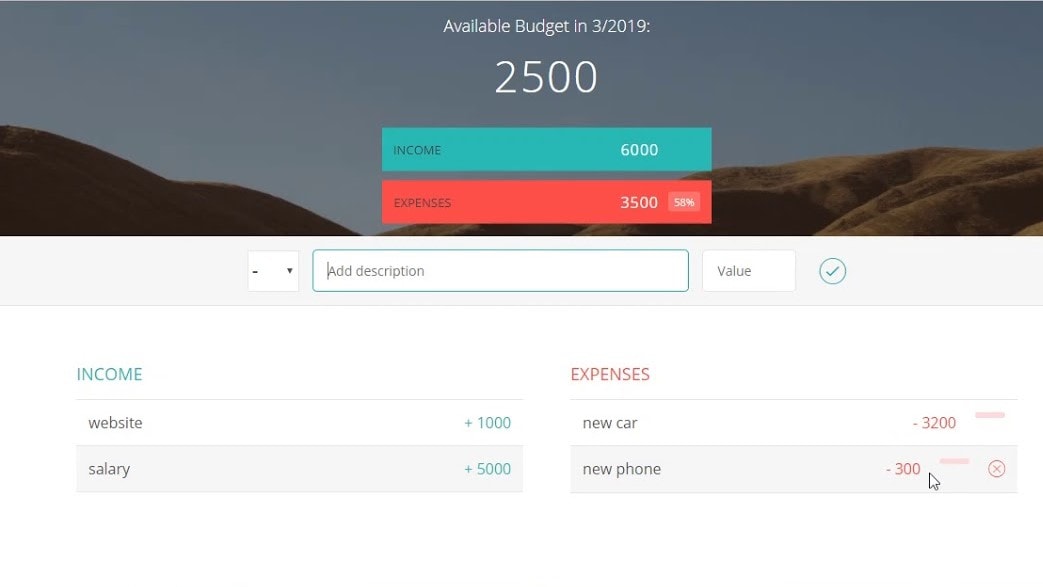 Available Budget in 3/2019:
2500
INCOME 6000
EXPENSES 3500 58%
- Add description Value
INCOME
website + 1000
salary + 5000
EXPENSES
new car - 3200
new phone - 300